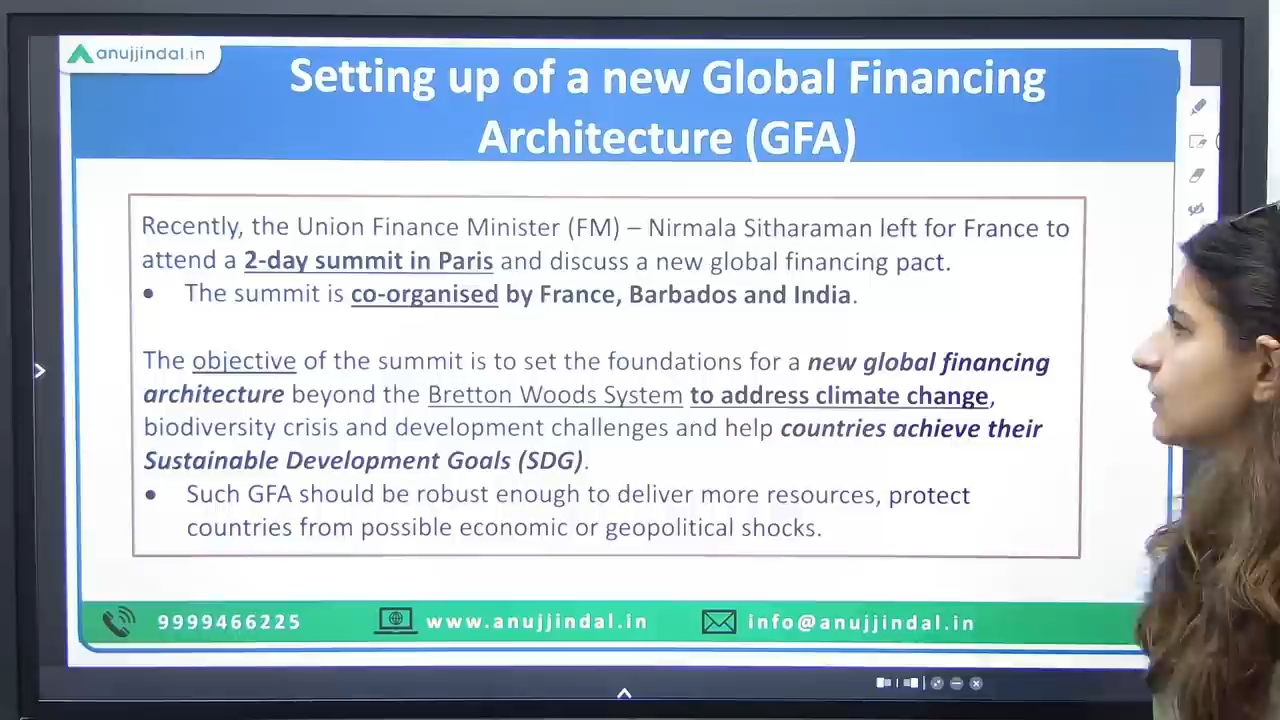 anujjindal.in
Setting up of a new Global Financing
Architecture (GFA)
Recently, the Union Finance Minister (FM) – Nirmala Sitharaman left for France to
attend a 2-day summit in Paris and discuss a new global financing pact.
• The summit is co-organised by France, Barbados and India.
The objective of the summit is to set the foundations for a new global financing
architecture beyond the Bretton Woods System to address climate change,
biodiversity crisis and development challenges and help countries achieve their
Sustainable Development Goals (SDG).
• Such GFA should be robust enough to deliver more resources, protect
countries from possible economic or geopolitical shocks.
9999466225 www.anujjindal.in info@anujjindal.in